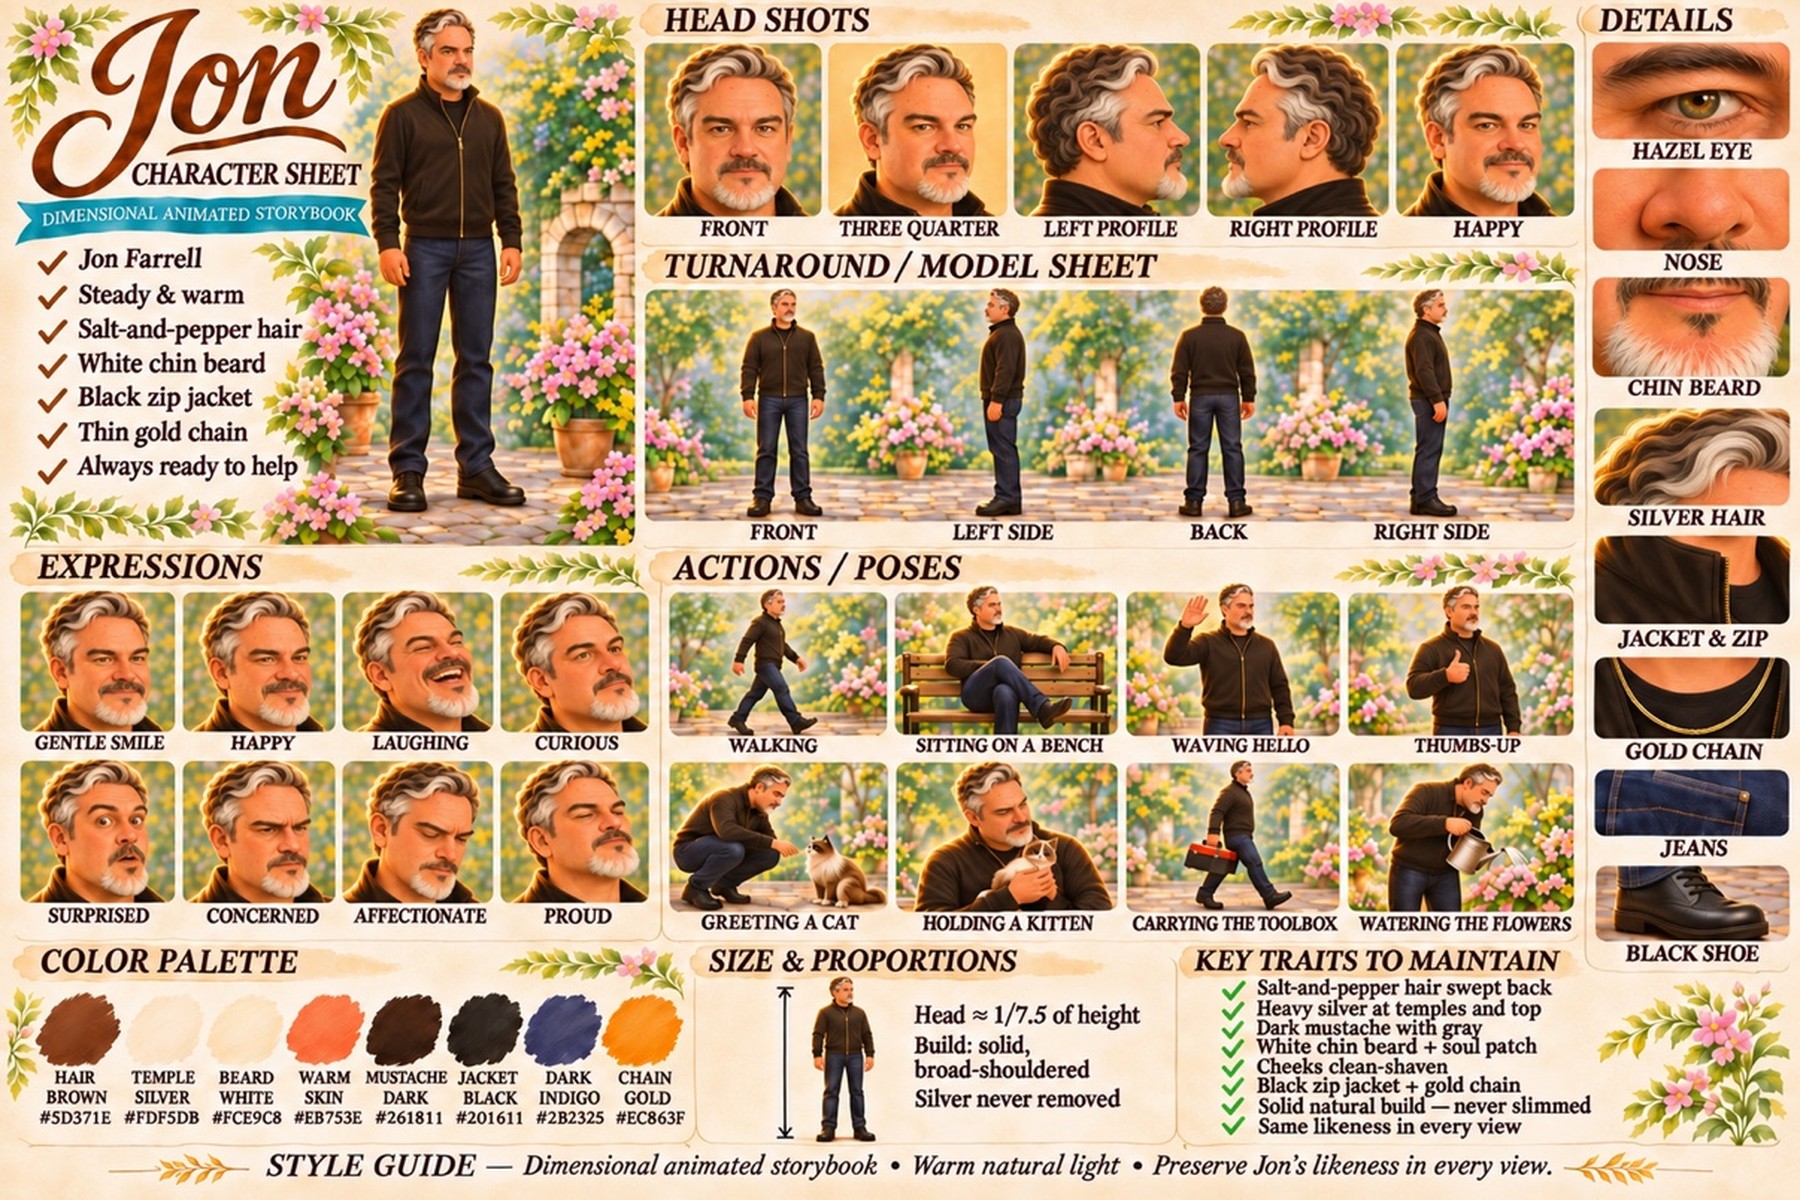 Jon
CHARACTER SHEET
DIMENSIONAL ANIMATED STORYBOOK
Jon Farrell
Steady & warm
Salt-and-pepper hair
White chin beard
Black zip jacket
Thin gold chain
Always ready to help
HEAD SHOTS
FRONT
THREE QUARTER
LEFT PROFILE
RIGHT PROFILE
HAPPY
TURNAROUND / MODEL SHEET
FRONT
LEFT SIDE
BACK
RIGHT SIDE
DETAILS
HAZEL EYE
NOSE
CHIN BEARD
SILVER HAIR
JACKET & ZIP
GOLD CHAIN
JEANS
BLACK SHOE
EXPRESSIONS
GENTLE SMILE
HAPPY
LAUGHING
CURIOUS
SURPRISED
CONCERNED
AFFECTIONATE
PROUD
ACTIONS / POSES
WALKING
SITTING ON A BENCH
WAVING HELLO
THUMBS-UP
GREETING A CAT
HOLDING A KITTEN
CARRYING THE TOOLBOX
WATERING THE FLOWERS
COLOR PALETTE
HAIR
BROWN
#5D371E
TEMPLE
SILVER
#FDF5DB
BEARD
WHITE
#FCE9C8
WARM
SKIN
#EB753E
MUSTACHE
DARK
#261811
JACKET
BLACK
#201611
DARK
INDIGO
#2B2325
CHAIN
GOLD
#EC863F
SIZE & PROPORTIONS
Head ≈ 1/7.5 of height
Build: solid,
broad-shouldered
Silver never removed
KEY TRAITS TO MAINTAIN
Salt-and-pepper hair swept back
Heavy silver at temples and top
Dark mustache with gray
White chin beard + soul patch
Cheeks clean-shaven
Black zip jacket + gold chain
Solid natural build — never slimmed
Same likeness in every view
STYLE GUIDE — Dimensional animated storybook • Warm natural light • Preserve Jon's likeness in every view.